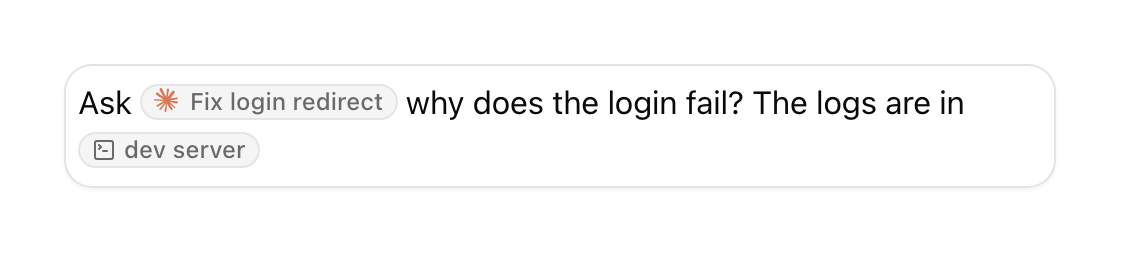 Ask Fix login redirect why does the login fail? The logs are in
dev server